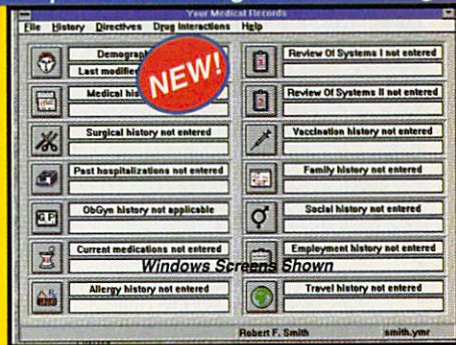 Your Medical Records
File History Directives Drug Interactions Help
Last modified
NEW!
Medical
Surgical history not entered
Past hospitalizations not entered
G P
ObGyn history not applicable
Current medications not entered
Allergy history not entered
Review Of Systems I not entered
Review Of Systems II not entered
Vaccination history not entered
Family history not entered
Social history not entered
Employment history not entered
Travel history not entered
Windows Screens Shown
Robert F. Smith
smith.ymr